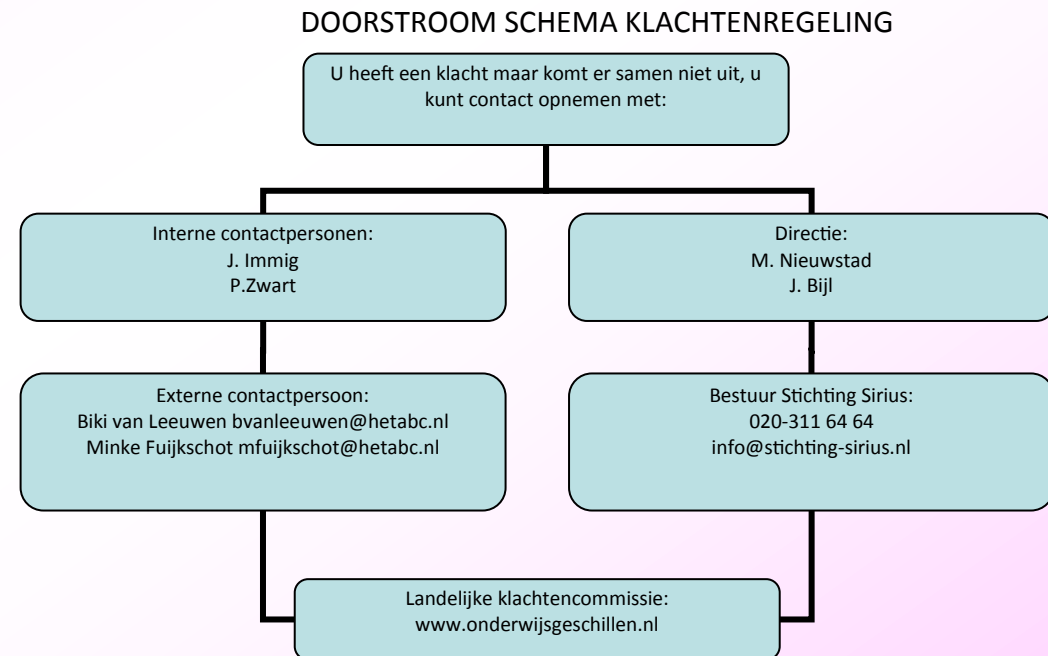 DOORSTROOM SCHEMA KLACHTENREGELING
U heeft een klacht maar komt er samen niet uit, u
kunt contact opnemen met:
Interne contactpersonen:
J. Immig
P.Zwart
Directie:
M. Nieuwstad
J. Bijl
Externe contactpersoon:
Biki van Leeuwen bvanleeuwen@hetabc.nl
Minke Fuijkschot mfuijkschot@hetabc.nl
Bestuur Stichting Sirius:
020-311 64 64
info@stichting-sirius.nl
Landelijke klachtencommissie:
www.onderwijsgeschillen.nl